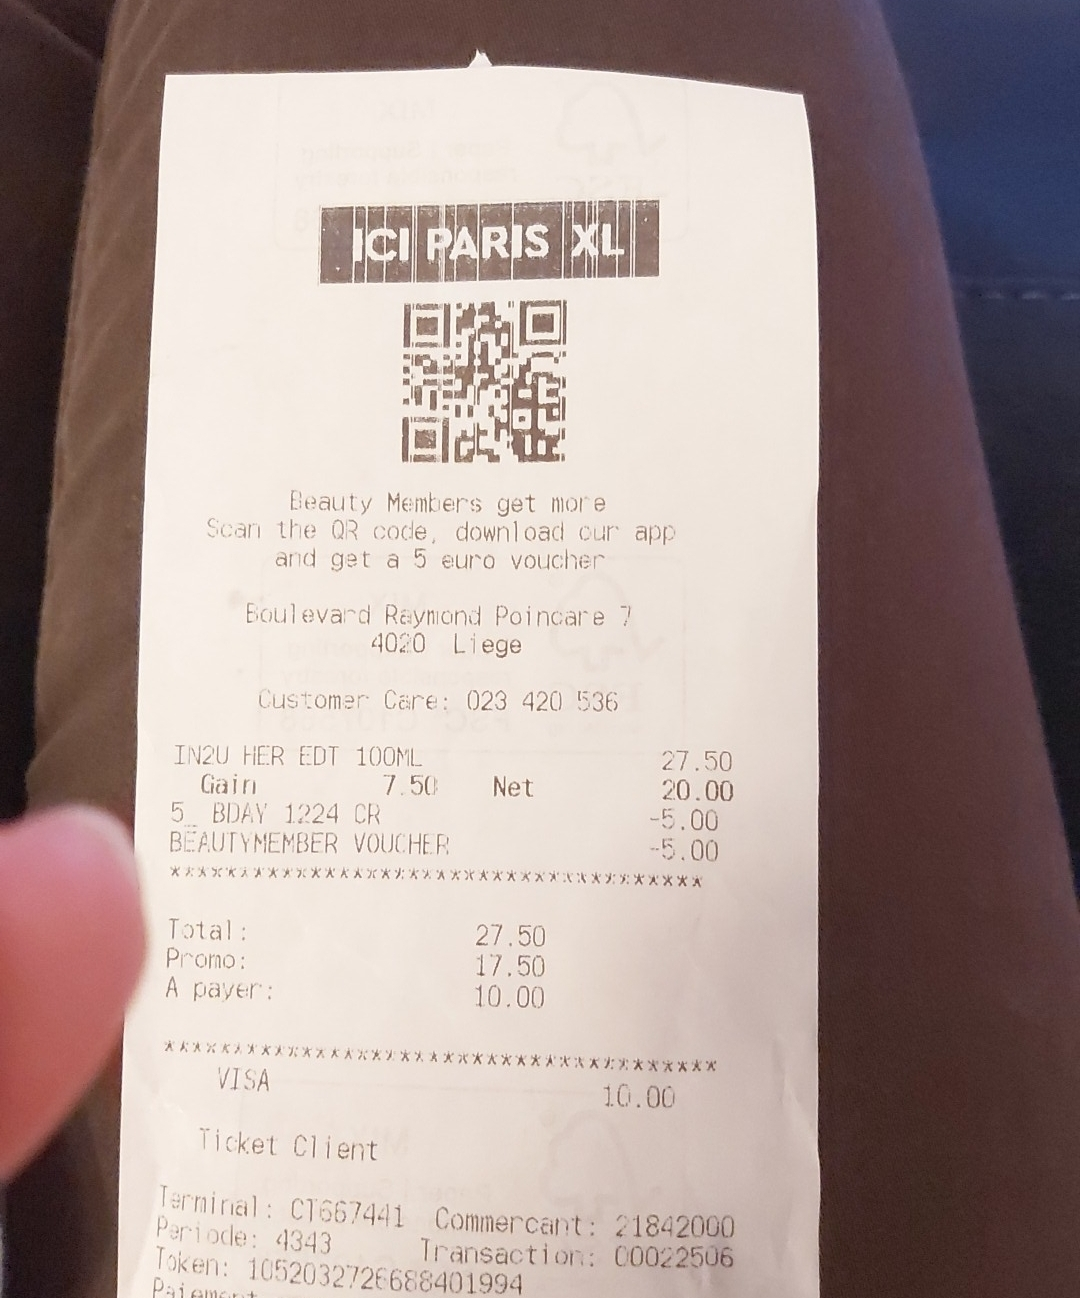 ICI PARIS XL
Beauty Members get more
Scan the QR code, download our app
and get a 5 euro voucher
Boulevard Raymond Poincare 7
4020 Liege
Customer Care: 023 420 536
IN2U HER EDT 100ML 27.50
Gain 7.50 Net 20.00
5_ BDAY 1224 CR -5.00
BEAUTYMEMBER VOUCHER -5.00
****************************************
Total: 27.50
Promo: 17.50
A payer: 10.00
****************************************
VISA 10.00
Ticket Client
Terminal: CT667441 Commercant: 21842000
Periode: 4343 Transaction: 00022506
Token: 1052032726688401994